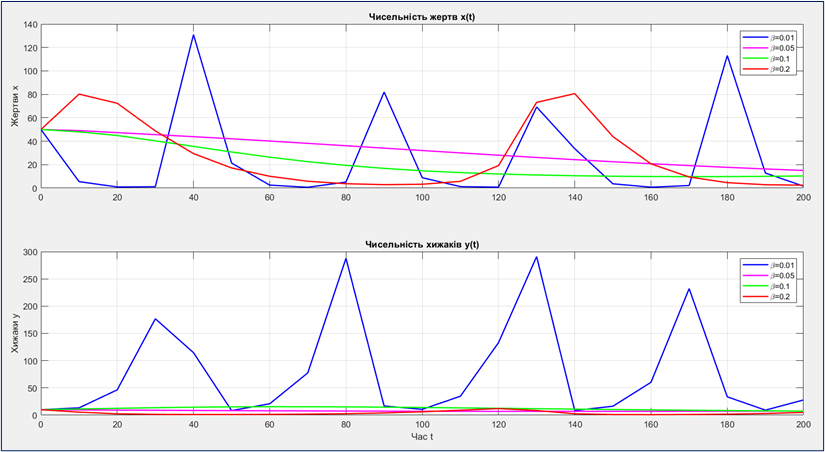 Чисельність жертв x(t)
140
120
100
80
60
40
20
0
Жертви x
β=0.01
β=0.05
β=0.1
β=0.2
0 20 40 60 80 100 120 140 160 180 200
Чисельність хижаків y(t)
300
250
200
150
100
50
0
Хижаки y
β=0.01
β=0.05
β=0.1
β=0.2
0 20 40 60 80 100 120 140 160 180 200
Час t